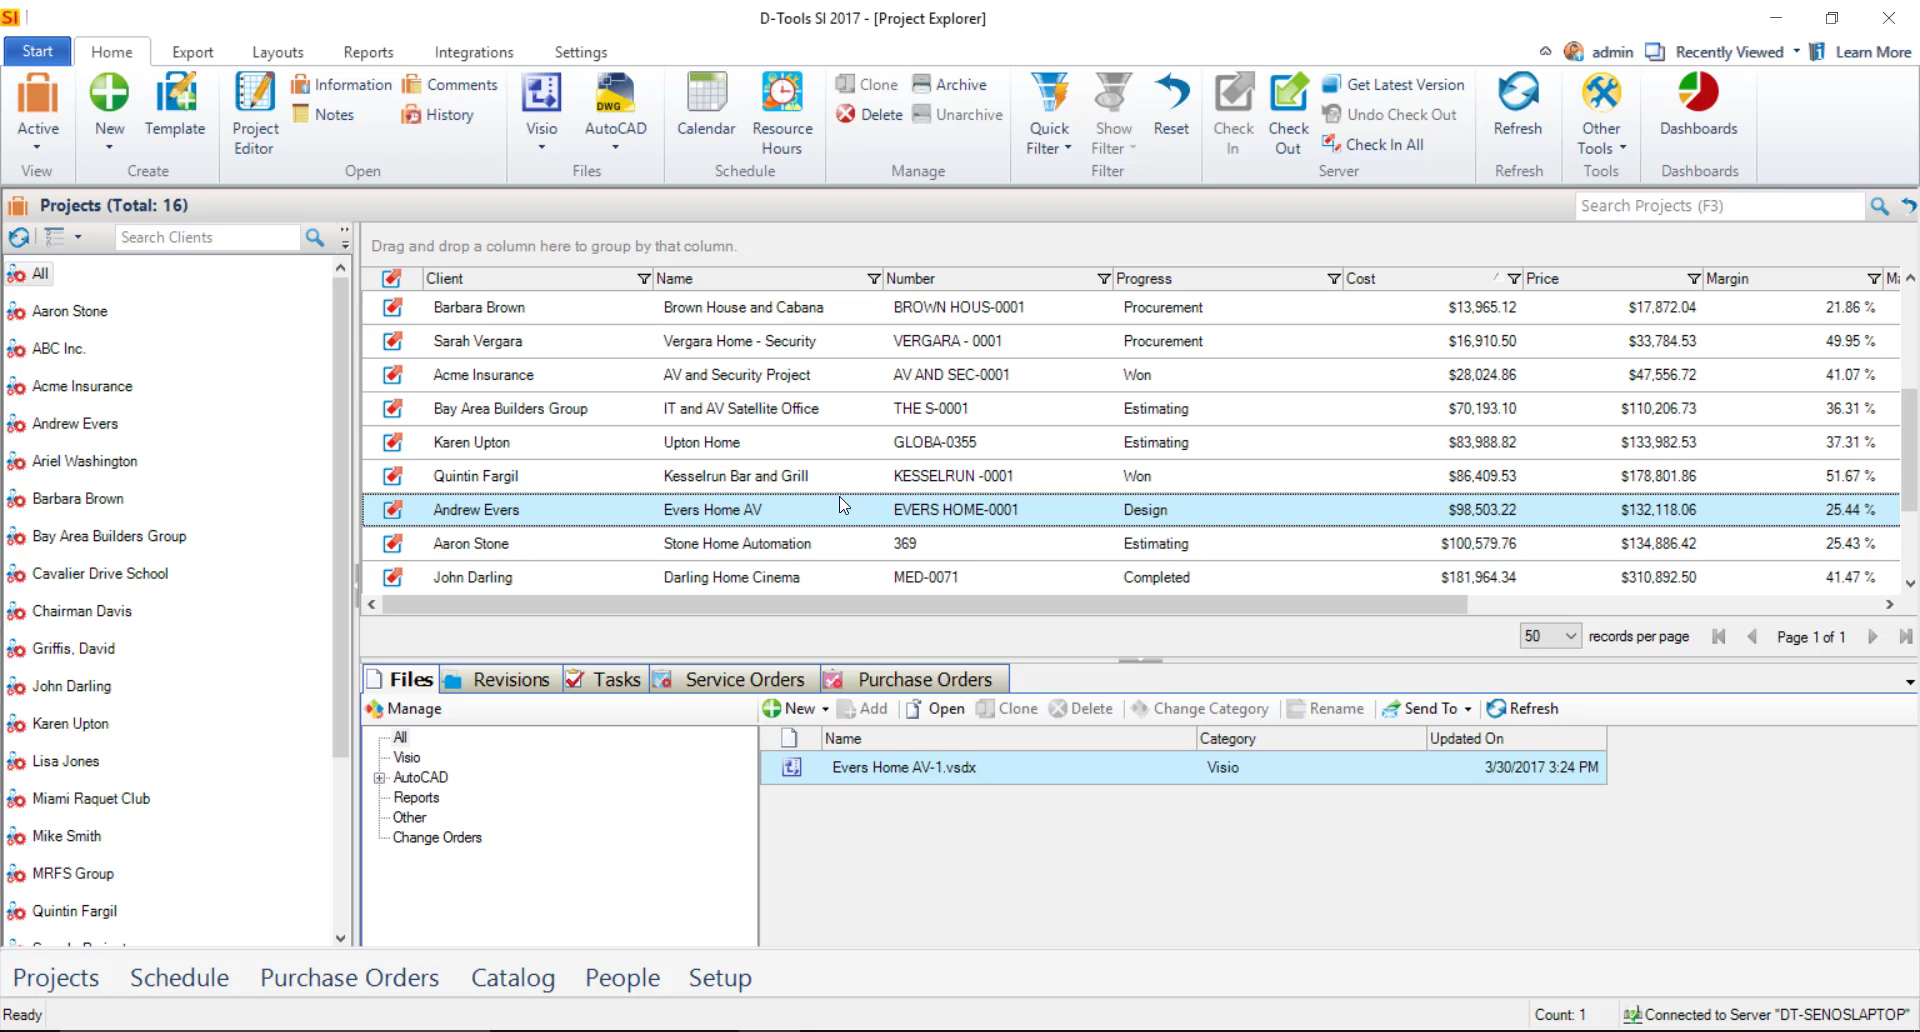 SI
D-Tools SI 2017 - [Project Explorer]
Start Home Export Layouts Reports Integrations Settings
admin Recently Viewed Learn More
Active
View
New
Template
Create
Project Editor
Information
Notes
Comments
History
Open
Visio
DWG
AutoCAD
Files
Calendar
Resource Hours
Schedule
Clone
Delete
Archive
Unarchive
Manage
Quick Filter
Show Filter
Reset
Filter
Check In
Check Out
Get Latest Version
Undo Check Out
Check In All
Server
Refresh
Refresh
Other Tools
Tools
Dashboards
Dashboards
Projects (Total: 16)
Search Projects (F3)
Search Clients
All
Aaron Stone
ABC Inc.
Acme Insurance
Andrew Evers
Ariel Washington
Barbara Brown
Bay Area Builders Group
Cavalier Drive School
Chairman Davis
Griffis, David
John Darling
Karen Upton
Lisa Jones
Miami Raquet Club
Mike Smith
MRFS Group
Quintin Fargil
Drag and drop a column here to group by that column.
Client Name Number Progress Cost Price Margin
Barbara Brown Brown House and Cabana BROWN HOUS-0001 Procurement $13,965.12 $17,872.04 21.86 %
Sarah Vergara Vergara Home - Security VERGARA - 0001 Procurement $16,910.50 $33,784.53 49.95 %
Acme Insurance AV and Security Project AV AND SEC-0001 Won $28,024.86 $47,556.72 41.07 %
Bay Area Builders Group IT and AV Satellite Office THE S-0001 Estimating $70,193.10 $110,206.73 36.31 %
Karen Upton Upton Home GLOBA-0355 Estimating $83,988.82 $133,982.53 37.31 %
Quintin Fargil Kesselrun Bar and Grill KESSELRUN -0001 Won $86,409.53 $178,801.86 51.67 %
Andrew Evers Evers Home AV EVERS HOME-0001 Design $98,503.22 $132,118.06 25.44 %
Aaron Stone Stone Home Automation 369 Estimating $100,579.76 $134,886.42 25.43 %
John Darling Darling Home Cinema MED-0071 Completed $181,964.34 $310,892.50 41.47 %
50 records per page Page 1 of 1
Files Revisions Tasks Service Orders Purchase Orders
Manage
All
Visio
AutoCAD
Reports
Other
Change Orders
New Add Open Clone Delete Change Category Rename Send To Refresh
Name Category Updated On
Evers Home AV-1.vsdx Visio 3/30/2017 3:24 PM
Projects Schedule Purchase Orders Catalog People Setup
Ready
Count: 1 Connected to Server "DT-SENOSLAPTOP"